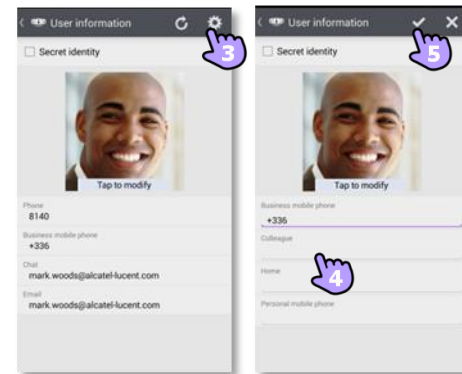 User information
3
Secret identity
Tap to modify
Phone
8140
Business mobile phone
+336
Chat
mark.woods@alcatel-lucent.com
Email
mark.woods@alcatel-lucent.com
User information
5
Secret identity
Tap to modify
Business mobile phone
+336
Colleague
4
Home
Personal mobile phone